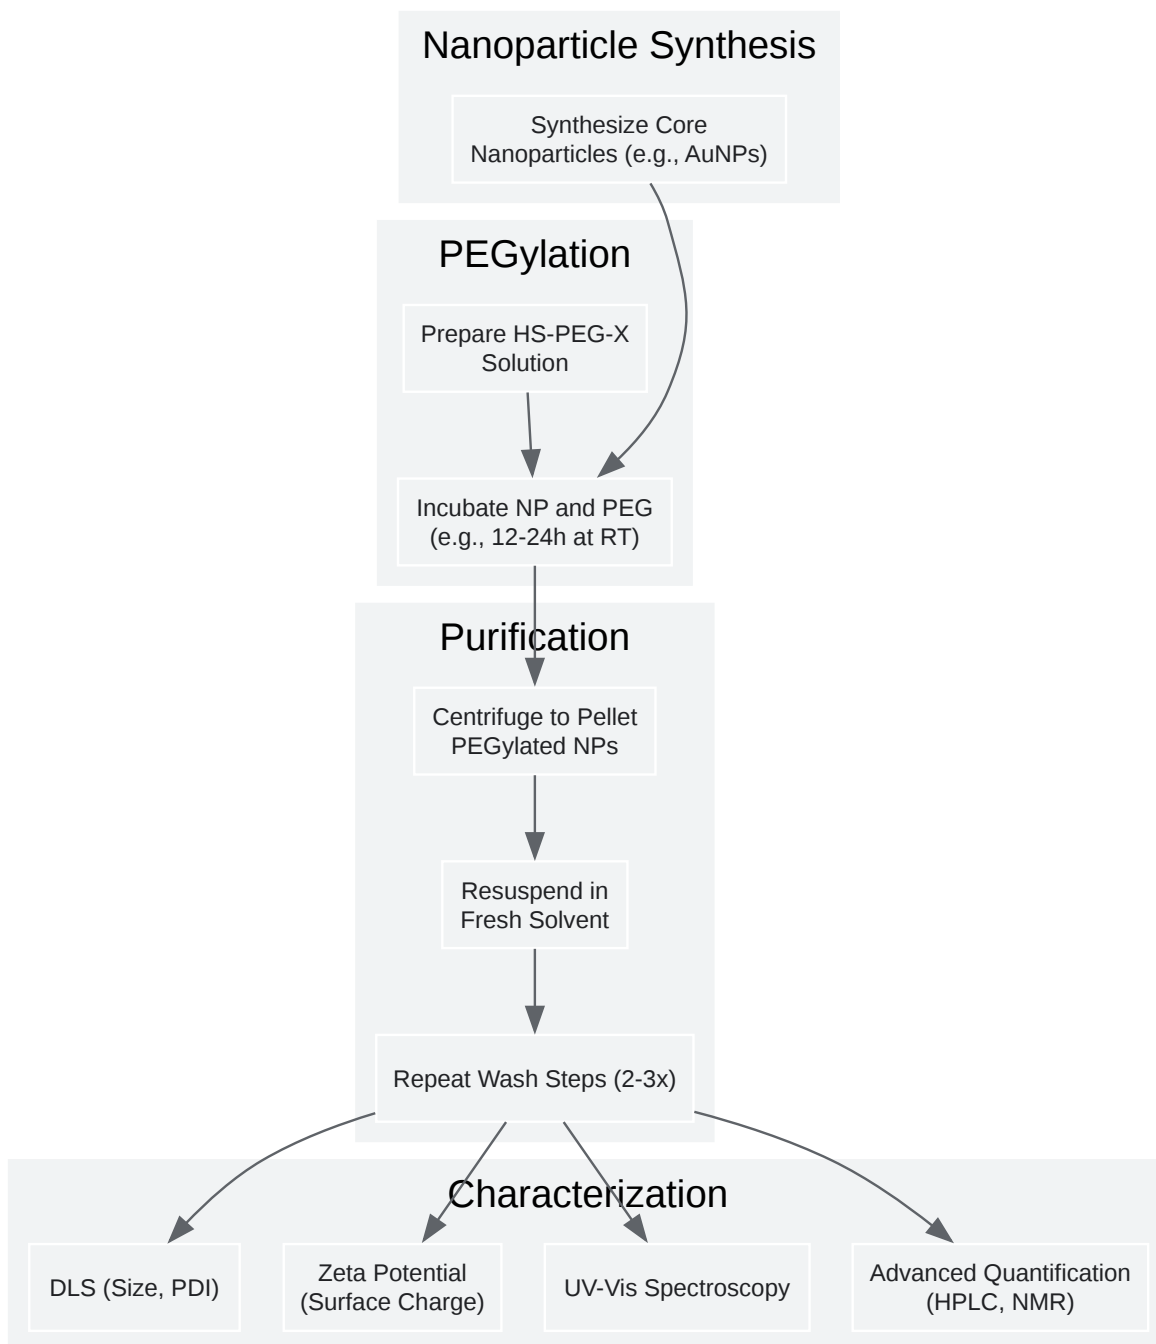 Nanoparticle Synthesis
Synthesize Core
Nanoparticles (e.g., AuNPs)
PEGylation
Prepare HS-PEG-X
Solution
Incubate NP and PEG
(e.g., 12-24h at RT)
Purification
Centrifuge to Pellet
PEGylated NPs
Resuspend in
Fresh Solvent
Repeat Wash Steps (2-3x)
Characterization
DLS (Size, PDI)
Zeta Potential
(Surface Charge)
UV-Vis Spectroscopy
Advanced Quantification
(HPLC, NMR)